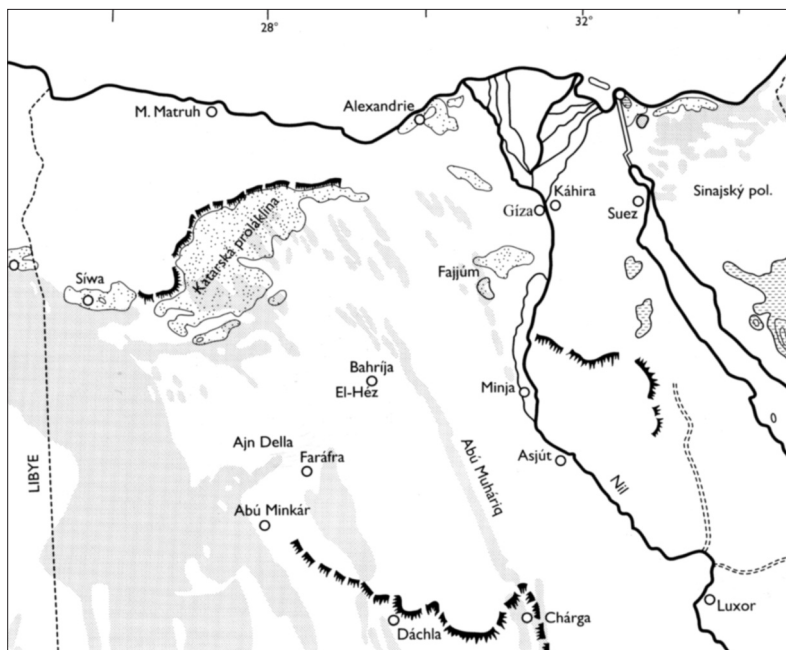 28°
32°
M. Matruh
Alexandrie
Káhira
Gíza
Suez
Sinajský pol.
Katarská proláklina
Síwa
Fajjúm
Bahríja
El-Héz
Minja
Abú Muháriq
Ajn Della
Faráfra
Asjút
Nil
LIBYE
Abú Minkár
Luxor
Chárga
Dáchla